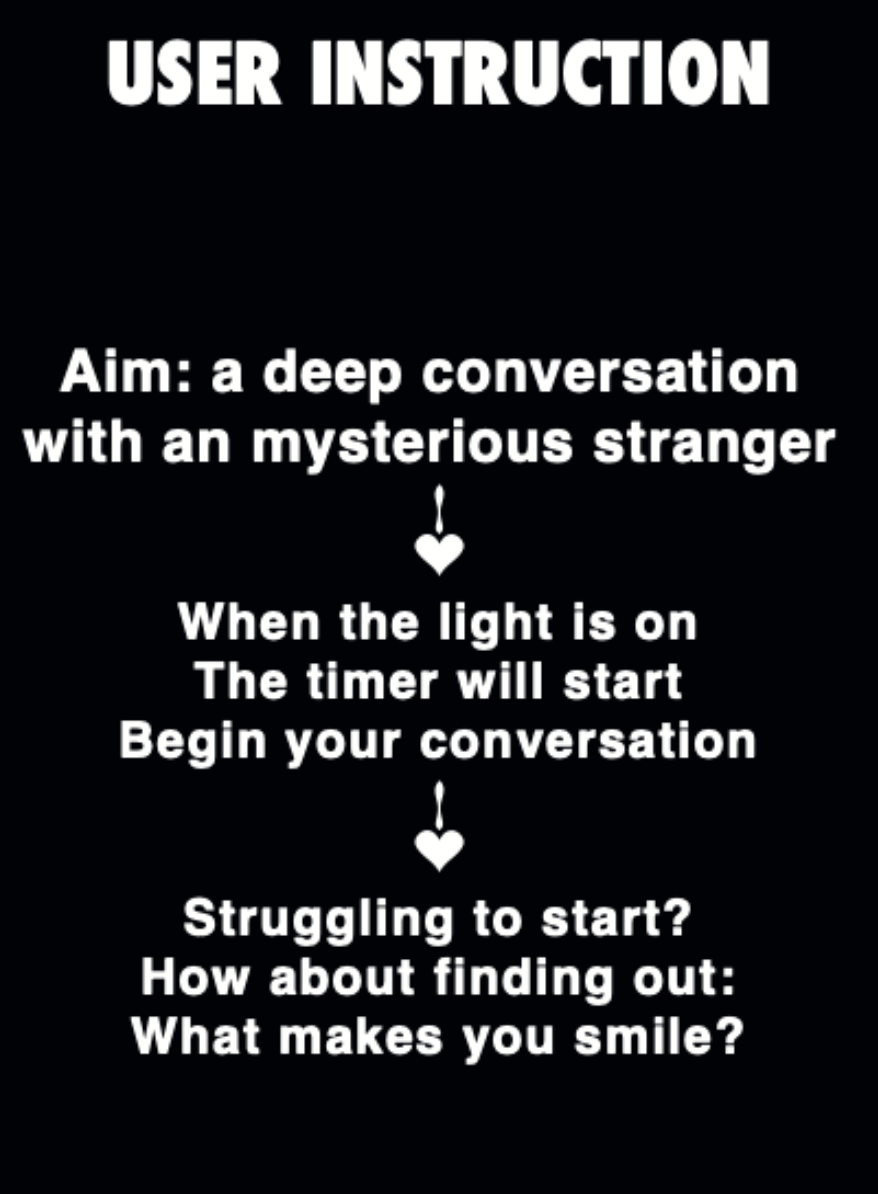 USER INSTRUCTION
Aim: a deep conversation
with an mysterious stranger
When the light is on
The timer will start
Begin your conversation
Struggling to start?
How about finding out:
What makes you smile?